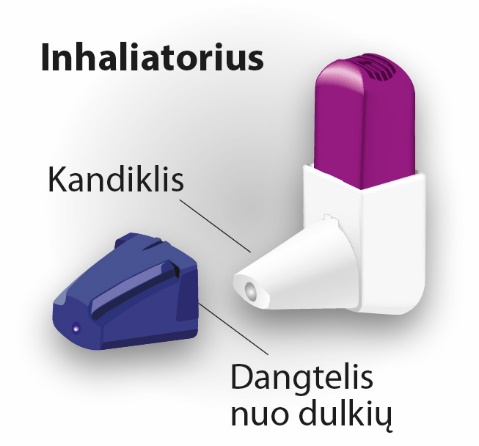 Inhaliatorius
Kandiklis
Dangtelis
nuo dulkių